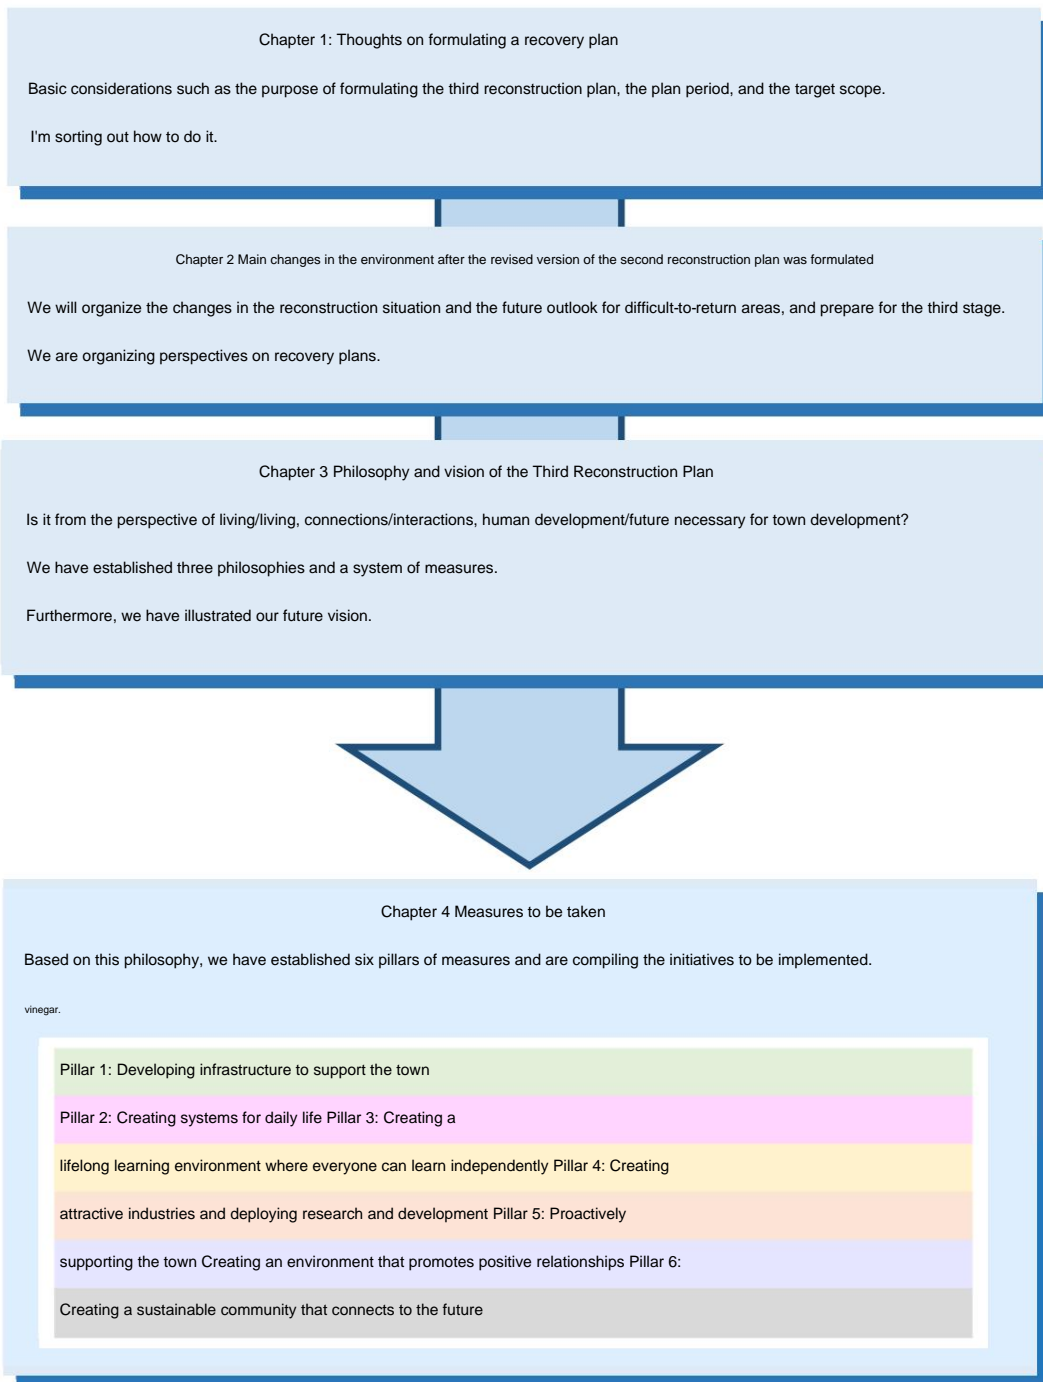 Chapter 1: Thoughts on formulating a recovery plan
Basic considerations such as the purpose of formulating the third reconstruction plan, the plan period, and the target scope.
I'm sorting out how to do it.
Chapter 2 Main changes in the environment after the revised version of the second reconstruction plan was formulated
We will organize the changes in the reconstruction situation and the future outlook for difficult-to-return areas, and prepare for the third stage.
We are organizing perspectives on recovery plans.
Chapter 3 Philosophy and vision of the Third Reconstruction Plan
Is it from the perspective of living/living, connections/interactions, human development/future necessary for town development?
We have established three philosophies and a system of measures.
Furthermore, we have illustrated our future vision.
Chapter 4 Measures to be taken
Based on this philosophy, we have established six pillars of measures and are compiling the initiatives to be implemented.
vinegar.
Pillar 1: Developing infrastructure to support the town
Pillar 2: Creating systems for daily life Pillar 3: Creating a
lifelong learning environment where everyone can learn independently Pillar 4: Creating
attractive industries and deploying research and development Pillar 5: Proactively
supporting the town Creating an environment that promotes positive relationships Pillar 6:
Creating a sustainable community that connects to the future